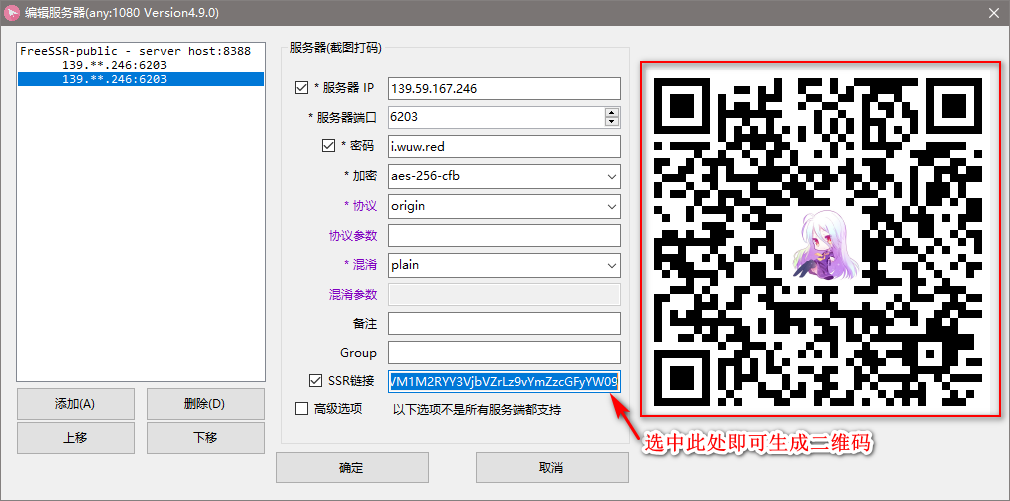 编辑服务器(any:1080 Version4.9.0)
FreeSSR-public - server host:8388
139.**.246:6203
139.**.246:6203
添加(A)
删除(D)
上移
下移
服务器(截图打码)
* 服务器 IP
139.59.167.246
* 服务器端口
6203
* 密码
i.wuw.red
* 加密
aes-256-cfb
* 协议
origin
协议参数
* 混淆
plain
混淆参数
备注
Group
SSR链接
/M1M2RYY3VjbVZrLz9vYmZzcGFyYW09
高级选项
以下选项不是所有服务端都支持
确定
取消
选中此处即可生成二维码